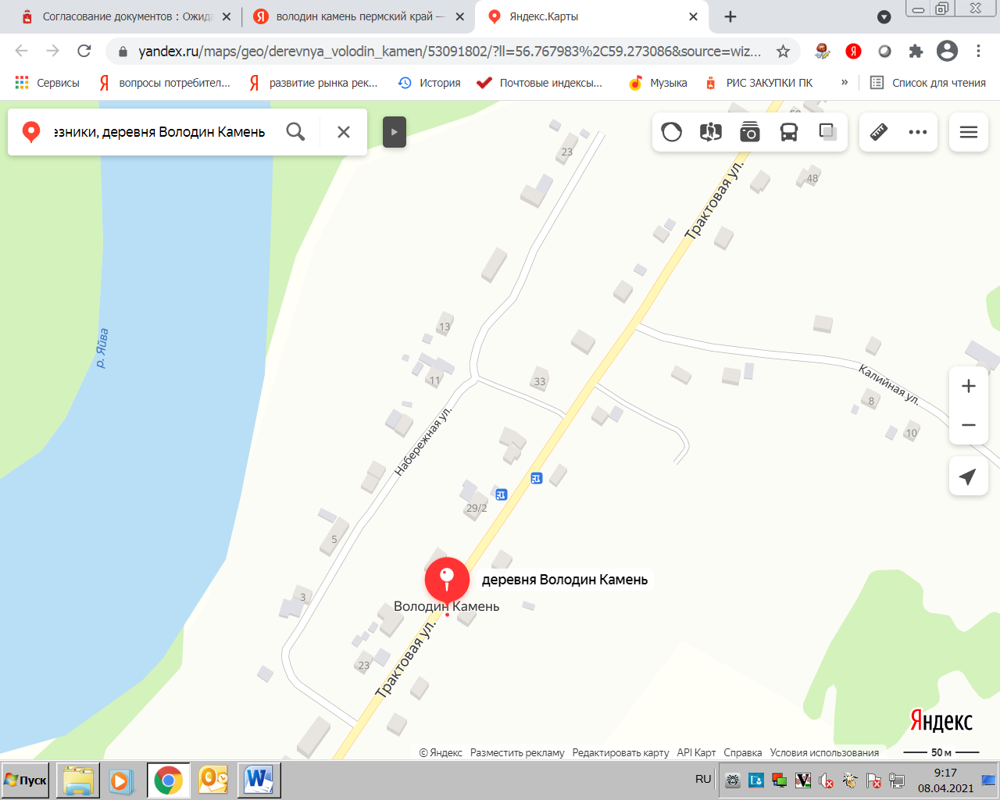 Согласование документов : Ожида
володин камень пермский край —
Яндекс.Карты
yandex.ru/maps/geo/derevnya_volodin_kamen/53091802/?ll=56.767983%2C59.273086&source=wiz...
Сервисы
вопросы потребител...
развитие рынка рек...
История
Почтовые индексы...
Музыка
РИС ЗАКУПКИ ПК
»
Список для чтения
езники, деревня Володин Камень
23
48
Трактовая ул.
р. Яйва
13
11
33
Калийная ул.
8
10
Набережная ул.
29/2
5
3
деревня Володин Камень
Володин Камень
23
Трактовая ул.
Яндекс
© Яндекс Разместить рекламу Редактировать карту API Карт Справка Условия использования
50 м
Пуск
RU
9:17
08.04.2021